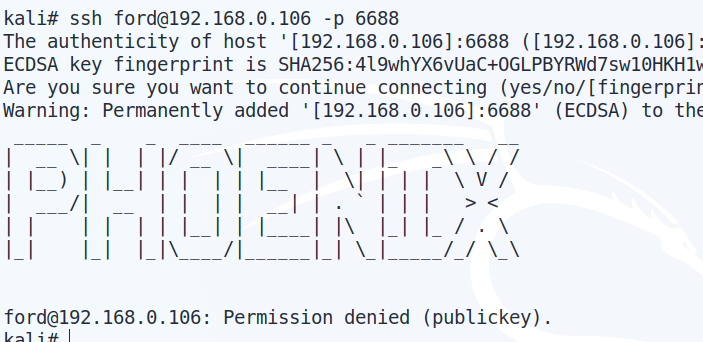 kali# ssh ford@192.168.0.106 -p 6688
The authenticity of host '[192.168.0.106]:6688 ([192.168.0.106]:
ECDSA key fingerprint is SHA256:4l9whYX6vUaC+OGLPBYRWd7sw10HKH1w
Are you sure you want to continue connecting (yes/no/[fingerprin
Warning: Permanently added '[192.168.0.106]:6688' (ECDSA) to the
PHOENIX
ford@192.168.0.106: Permission denied (publickey).
kali#